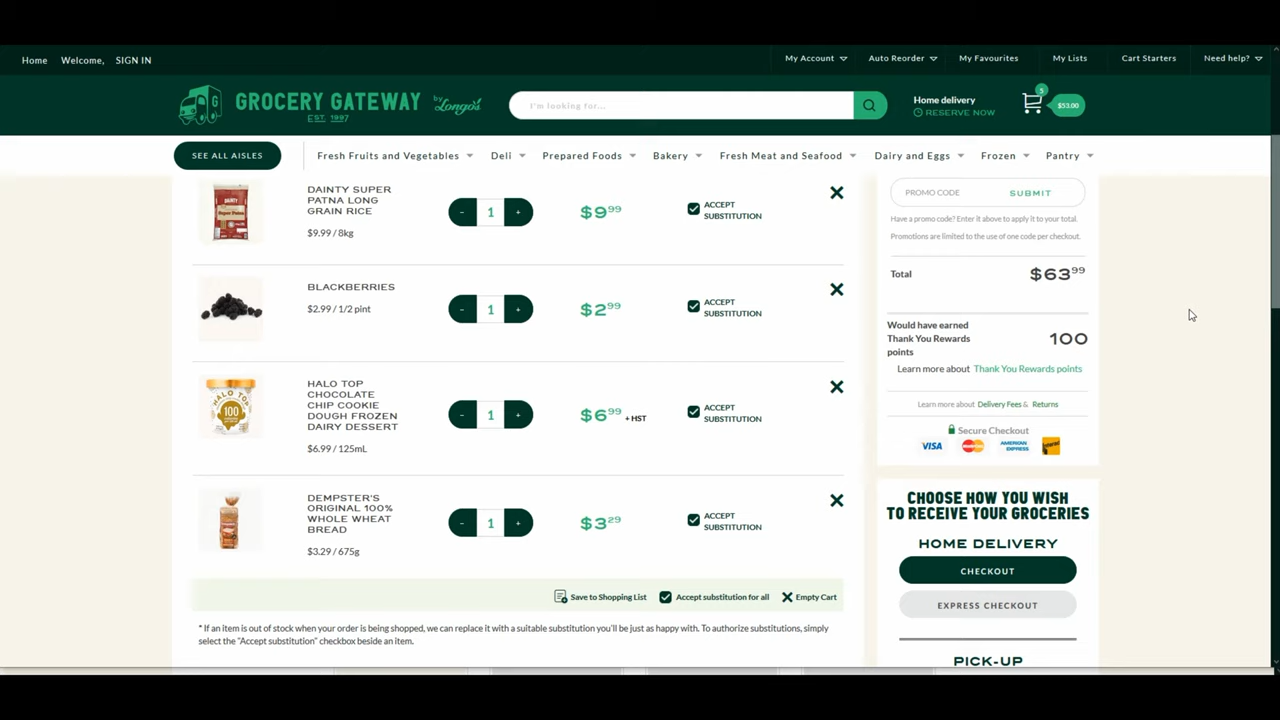 Home Welcome, SIGN IN My Account Auto Reorder My Favourites My Lists Cart Starters Need help?
GROCERY GATEWAY by Longo's
EST. 1997
I'm looking for...
Home delivery
RESERVE NOW
5
$53.00
SEE ALL AISLES Fresh Fruits and Vegetables Deli Prepared Foods Bakery Fresh Meat and Seafood Dairy and Eggs Frozen Pantry
DAINTY SUPER
PATNA LONG
GRAIN RICE
$9.99 / 8kg
- 1 +
$9.99
ACCEPT
SUBSTITUTION
BLACKBERRIES
$2.99 / 1/2 pint
- 1 +
$2.99
ACCEPT
SUBSTITUTION
HALO TOP
CHOCOLATE
CHIP COOKIE
DOUGH FROZEN
DAIRY DESSERT
$6.99 / 125mL
- 1 +
$6.99 + HST
ACCEPT
SUBSTITUTION
DEMPSTER'S
ORIGINAL 100%
WHOLE WHEAT
BREAD
$3.29 / 675g
- 1 +
$3.29
ACCEPT
SUBSTITUTION
Save to Shopping List Accept substitution for all Empty Cart
* If an item is out of stock when your order is being shopped, we can replace it with a suitable substitution you'll be just as happy with. To authorize substitutions, simply
select the "Accept substitution" checkbox beside an item.
PROMO CODE SUBMIT
Have a promo code? Enter it above to apply it to your total.
Promotions are limited to the use of one code per checkout.
Total $63.99
Would have earned
Thank You Rewards
points
100
Learn more about Thank You Rewards points
Learn more about Delivery Fees & Returns
Secure Checkout
VISA MasterCard AMERICAN EXPRESS
CHOOSE HOW YOU WISH
TO RECEIVE YOUR GROCERIES
HOME DELIVERY
CHECKOUT
EXPRESS CHECKOUT
PICK-UP